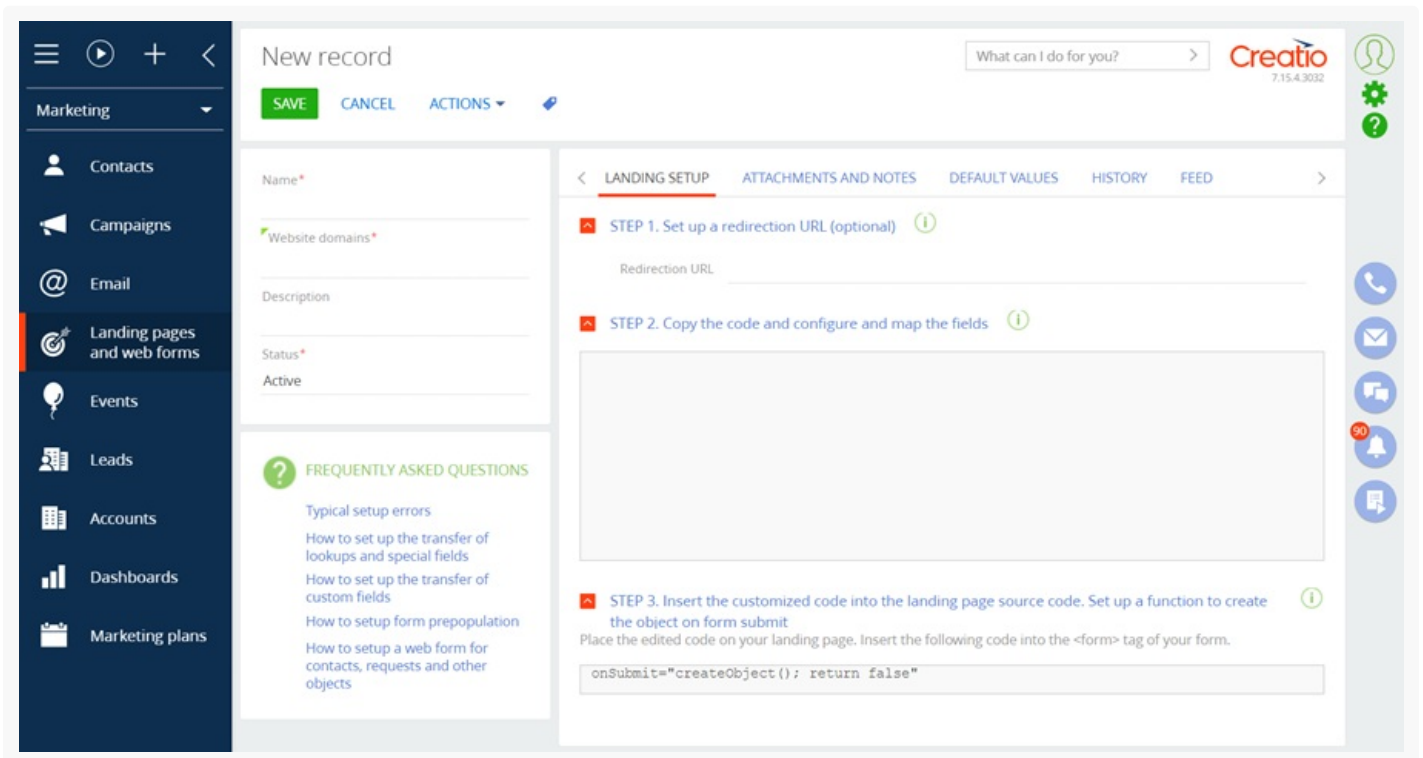 New record
What can I do for you?
Creatio
7.15.4.3032
SAVE
CANCEL
ACTIONS
Marketing
Contacts
Campaigns
Email
Landing pages
and web forms
Events
Leads
Accounts
Dashboards
Marketing plans
Name*
Website domains*
Description
Status*
Active
FREQUENTLY ASKED QUESTIONS
Typical setup errors
How to set up the transfer of
lookups and special fields
How to set up the transfer of
custom fields
How to setup form prepopulation
How to setup a web form for
contacts, requests and other
objects
LANDING SETUP
ATTACHMENTS AND NOTES
DEFAULT VALUES
HISTORY
FEED
STEP 1. Set up a redirection URL (optional)
Redirection URL
STEP 2. Copy the code and configure and map the fields
STEP 3. Insert the customized code into the landing page source code. Set up a function to create
the object on form submit
Place the edited code on your landing page. Insert the following code into the <form> tag of your form.
onSubmit="createObject(); return false"
90